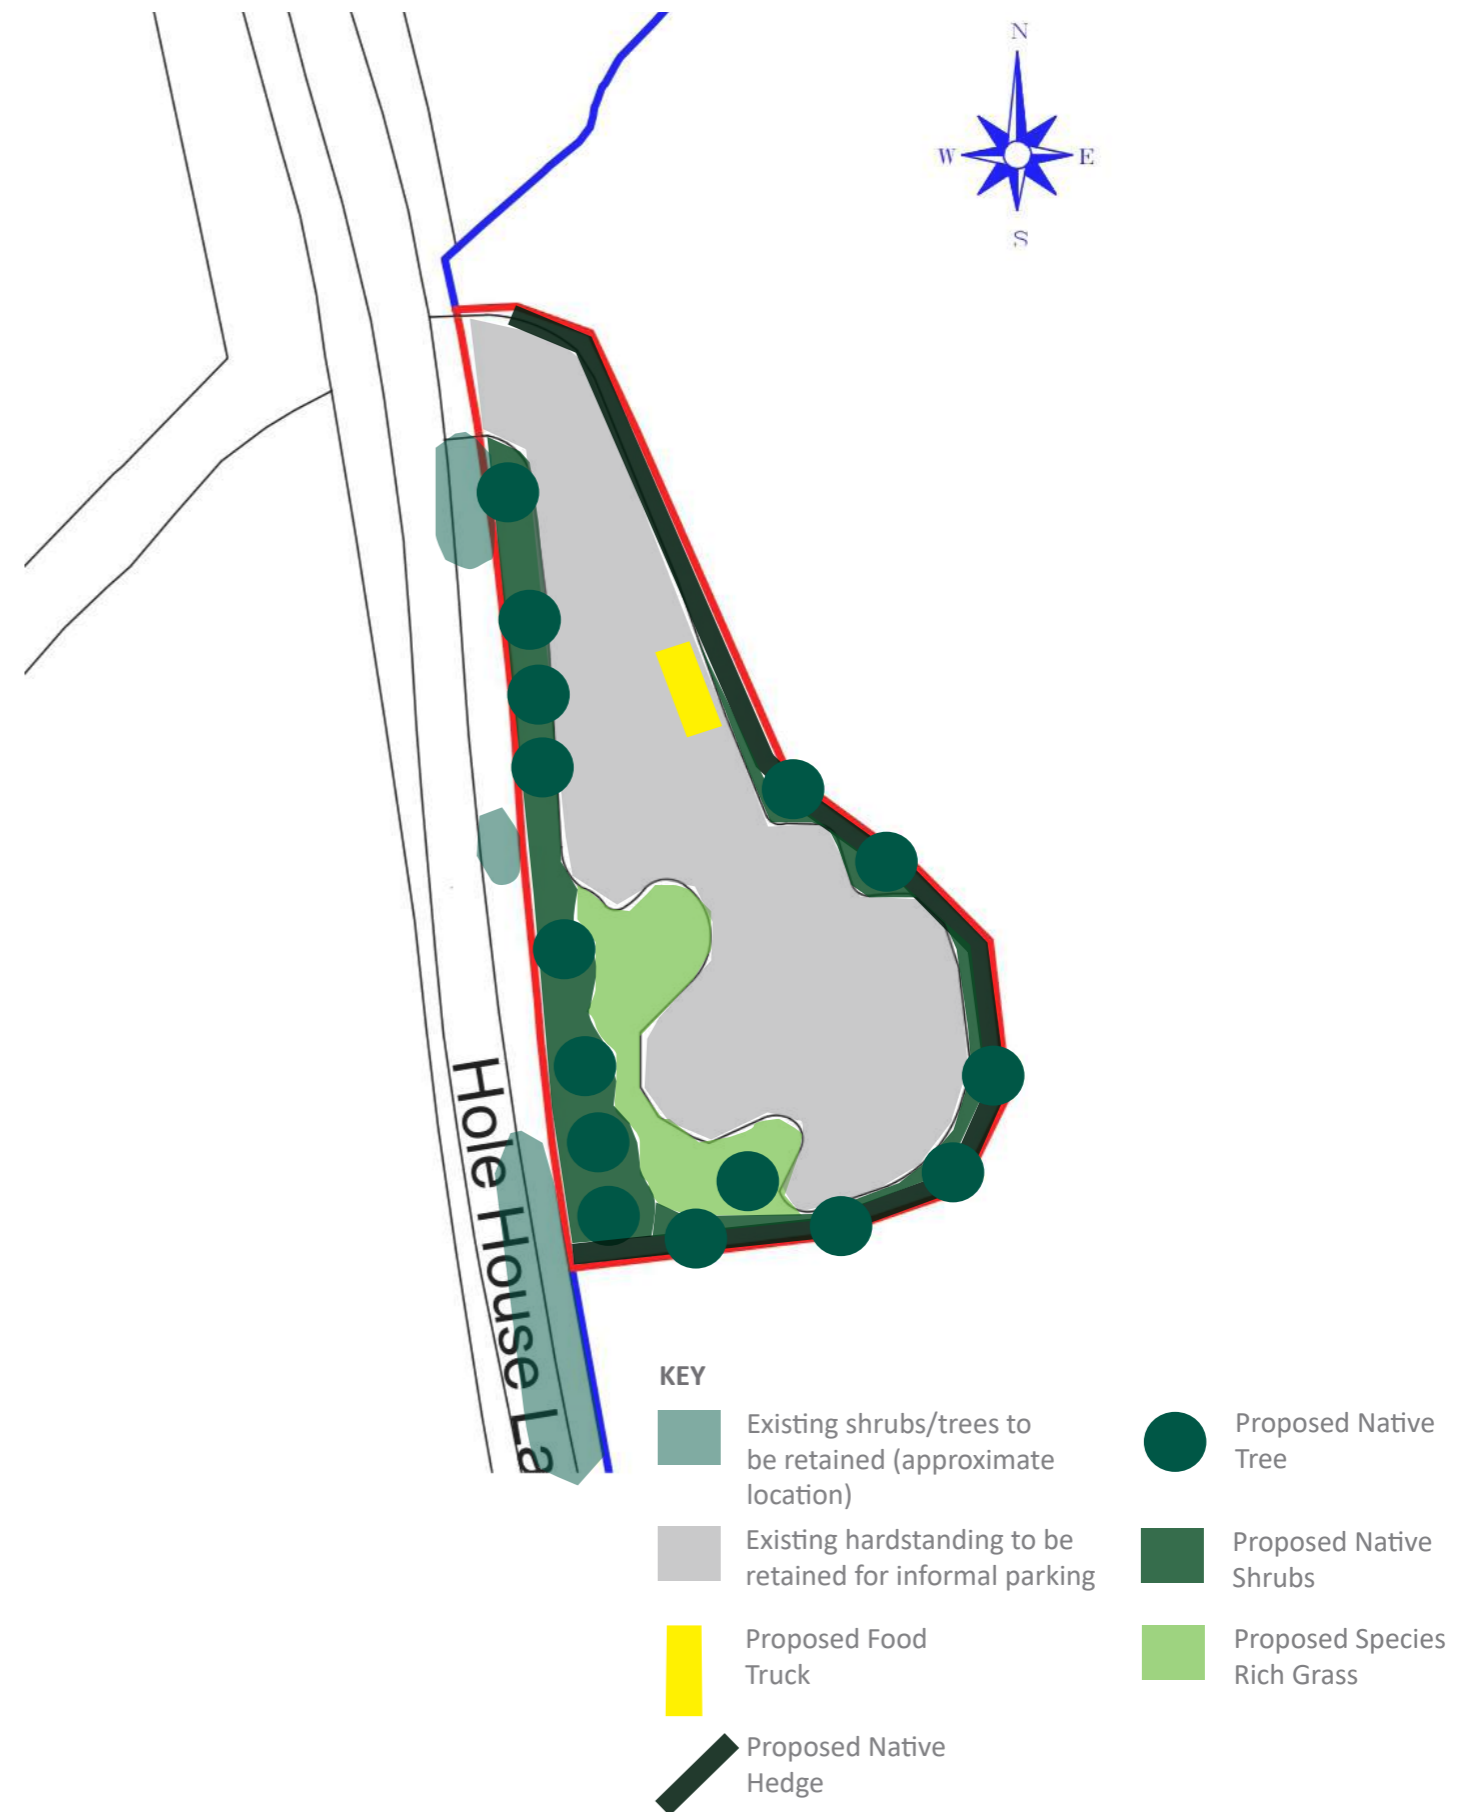 N
W
E
S
Hole House La
KEY
Existing shrubs/trees to
be retained (approximate
location)
Existing hardstanding to be
retained for informal parking
Proposed Food
Truck
Proposed Native
Hedge
Proposed Native
Tree
Proposed Native
Shrubs
Proposed Species
Rich Grass